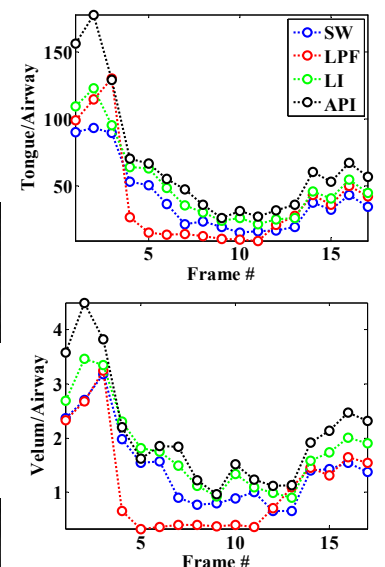 150
100
50
Tongue/Airway
SW
LPF
LI
API
5 10 15
Frame #
4
3
2
1
Velum/Airway
5 10 15
Frame #